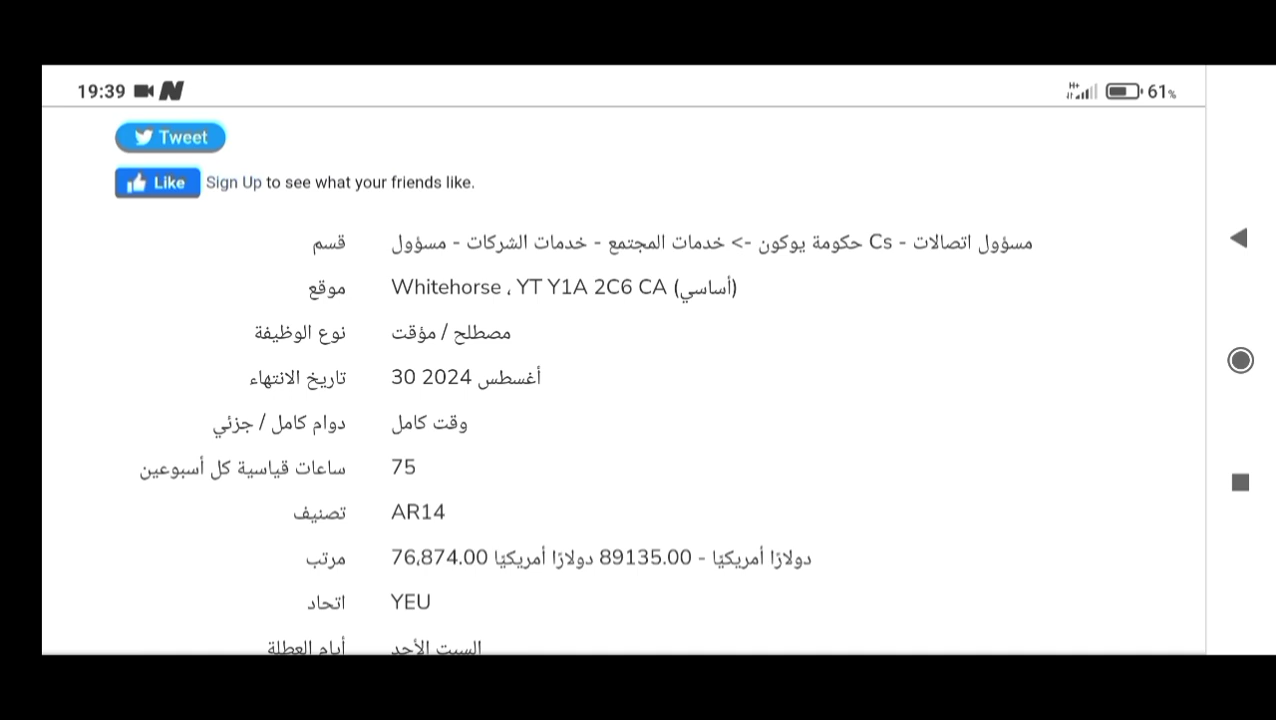 19:39 N H+ 61%
Tweet
Like Sign Up to see what your friends like.
قسم مسؤول اتصالات - Cs حكومة يوكون -> خدمات المجتمع - خدمات الشركات - مسؤول
موقع Whitehorse ، YT Y1A 2C6 CA (أساسي)
نوع الوظيفة مصطلح / مؤقت
تاريخ الانتهاء 30 أغسطس 2024
دوام كامل / جزئي وقت كامل
ساعات قياسية كل أسبوعين 75
تصنيف AR14
مرتب 76،874.00 دولارًا أمريكيًا - 89135.00 دولارًا أمريكيًا
اتحاد YEU
أيام العطلة السبت الأحد